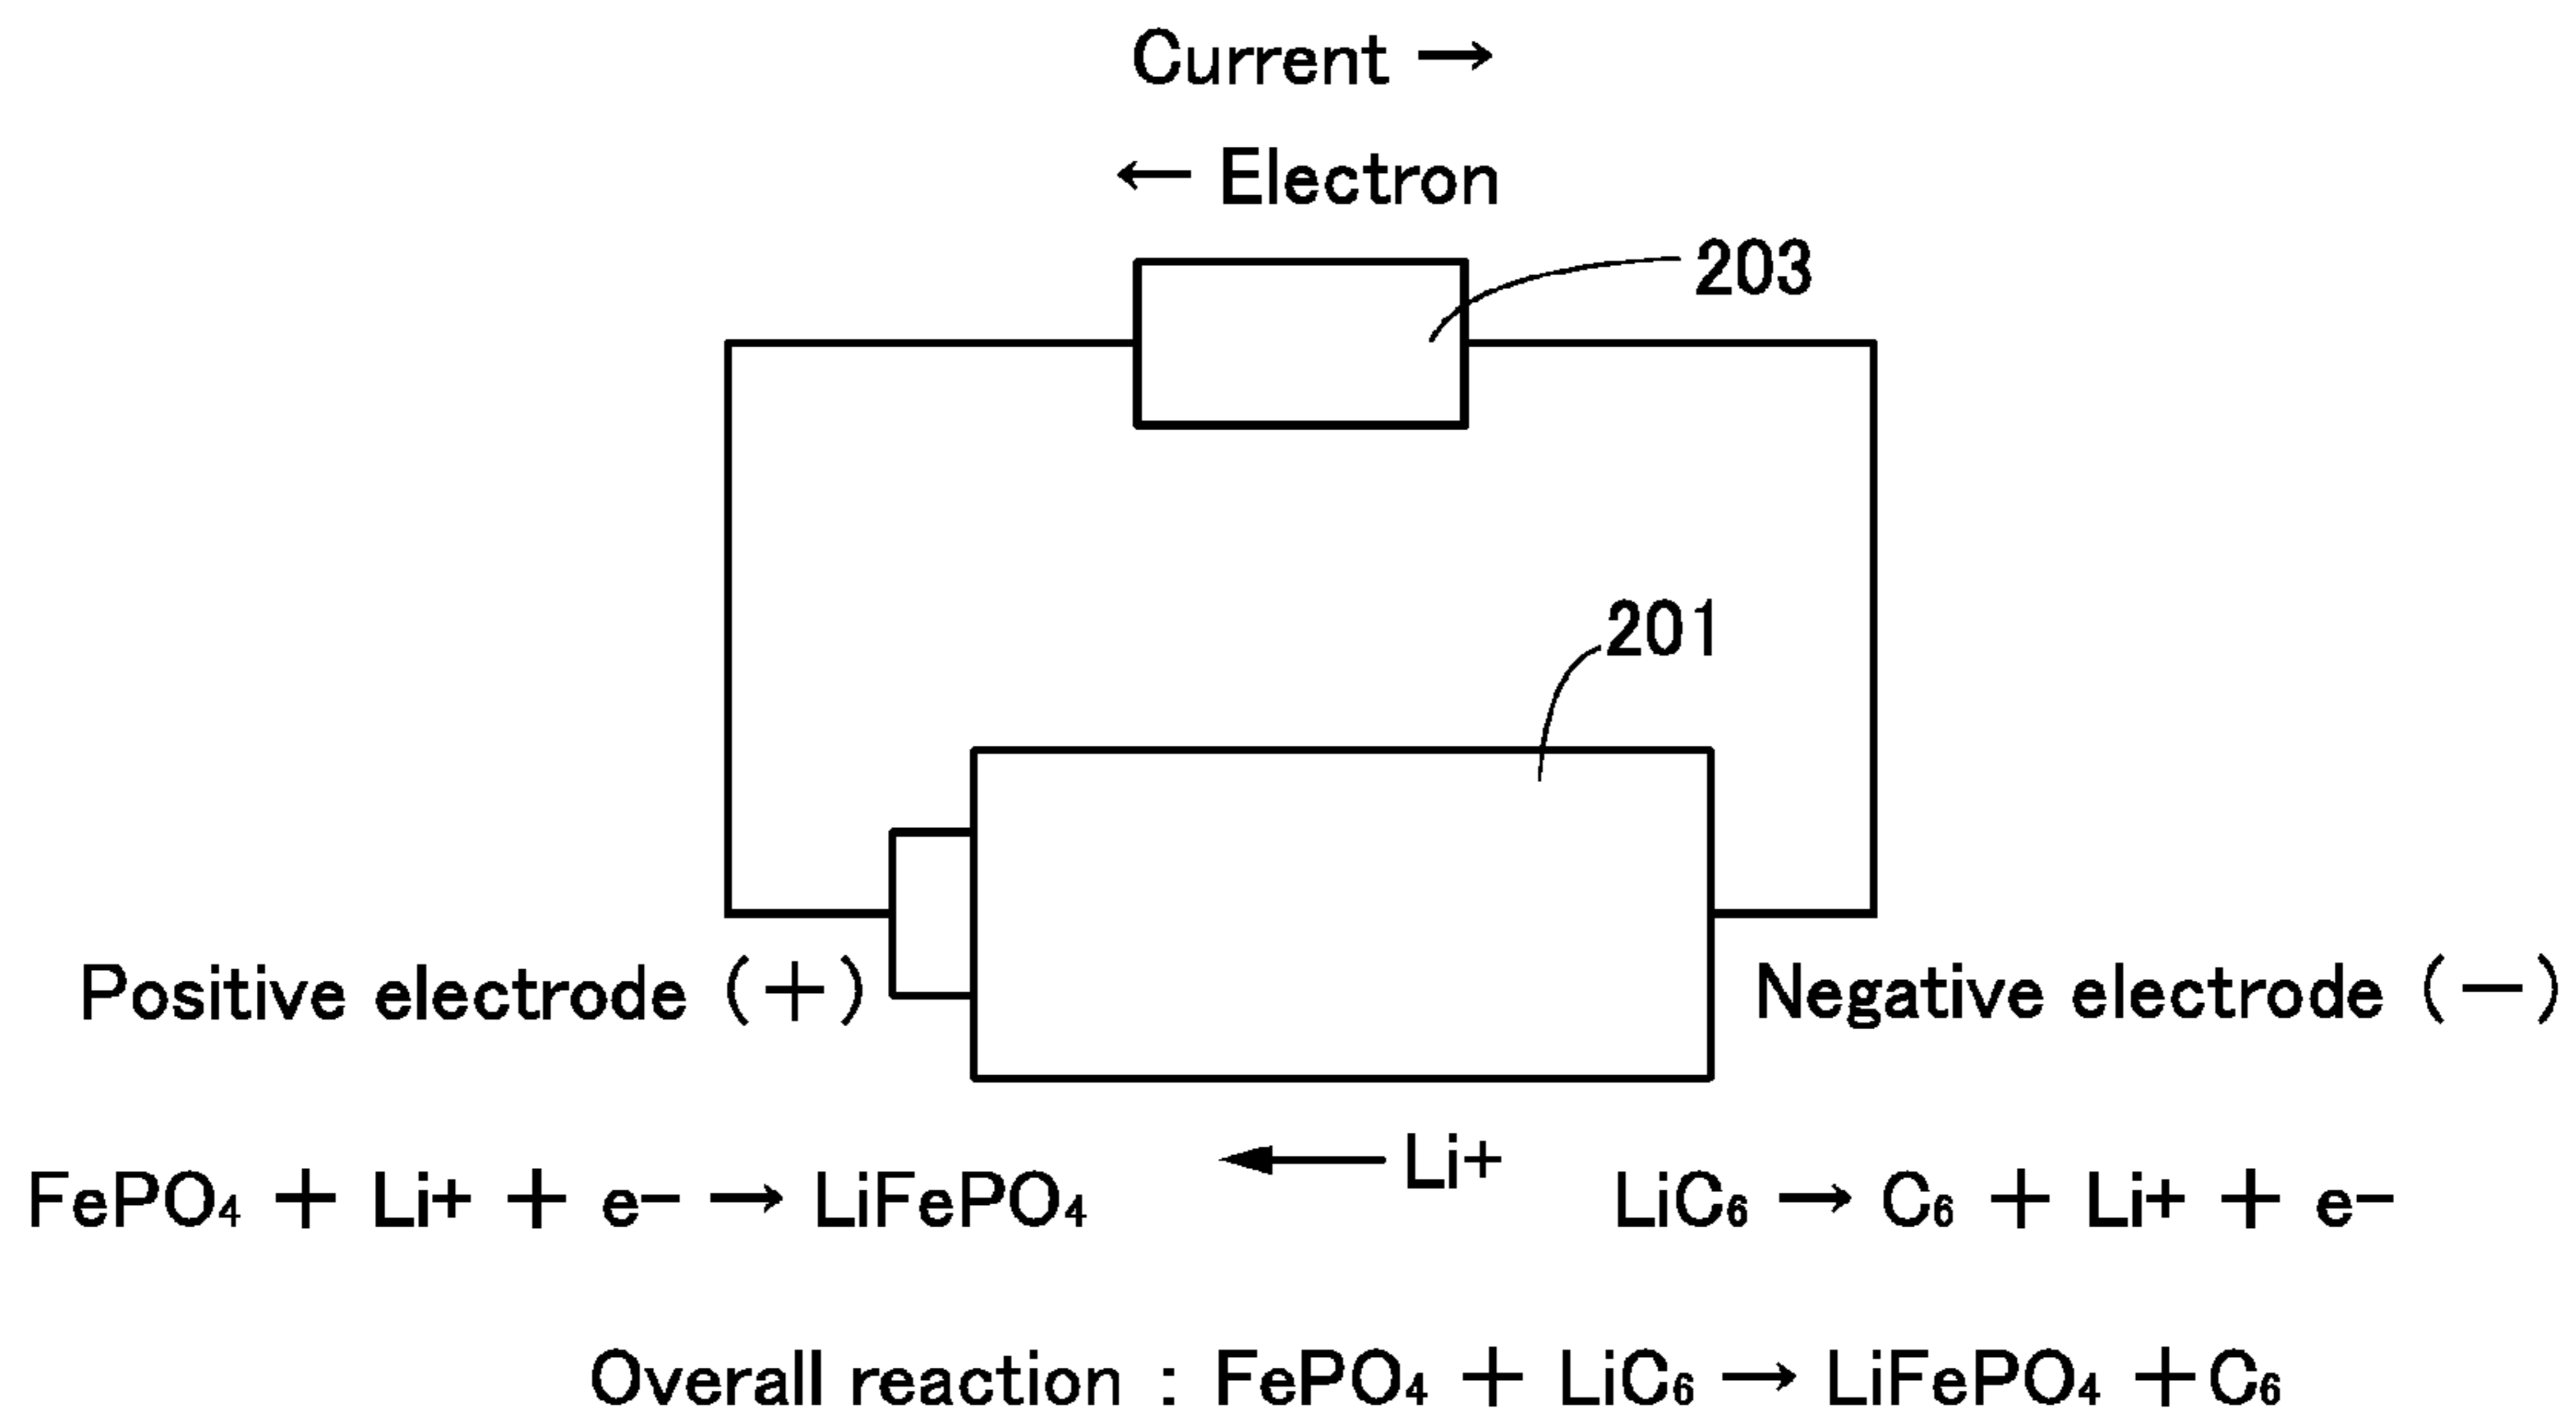 Current →
← Electron
203
201
Positive electrode (+)
Negative electrode (−)
← Li+
FePO₄ + Li+ + e− → LiFePO₄
LiC₆ → C₆ + Li+ + e−
Overall reaction : FePO₄ + LiC₆ → LiFePO₄ +C₆